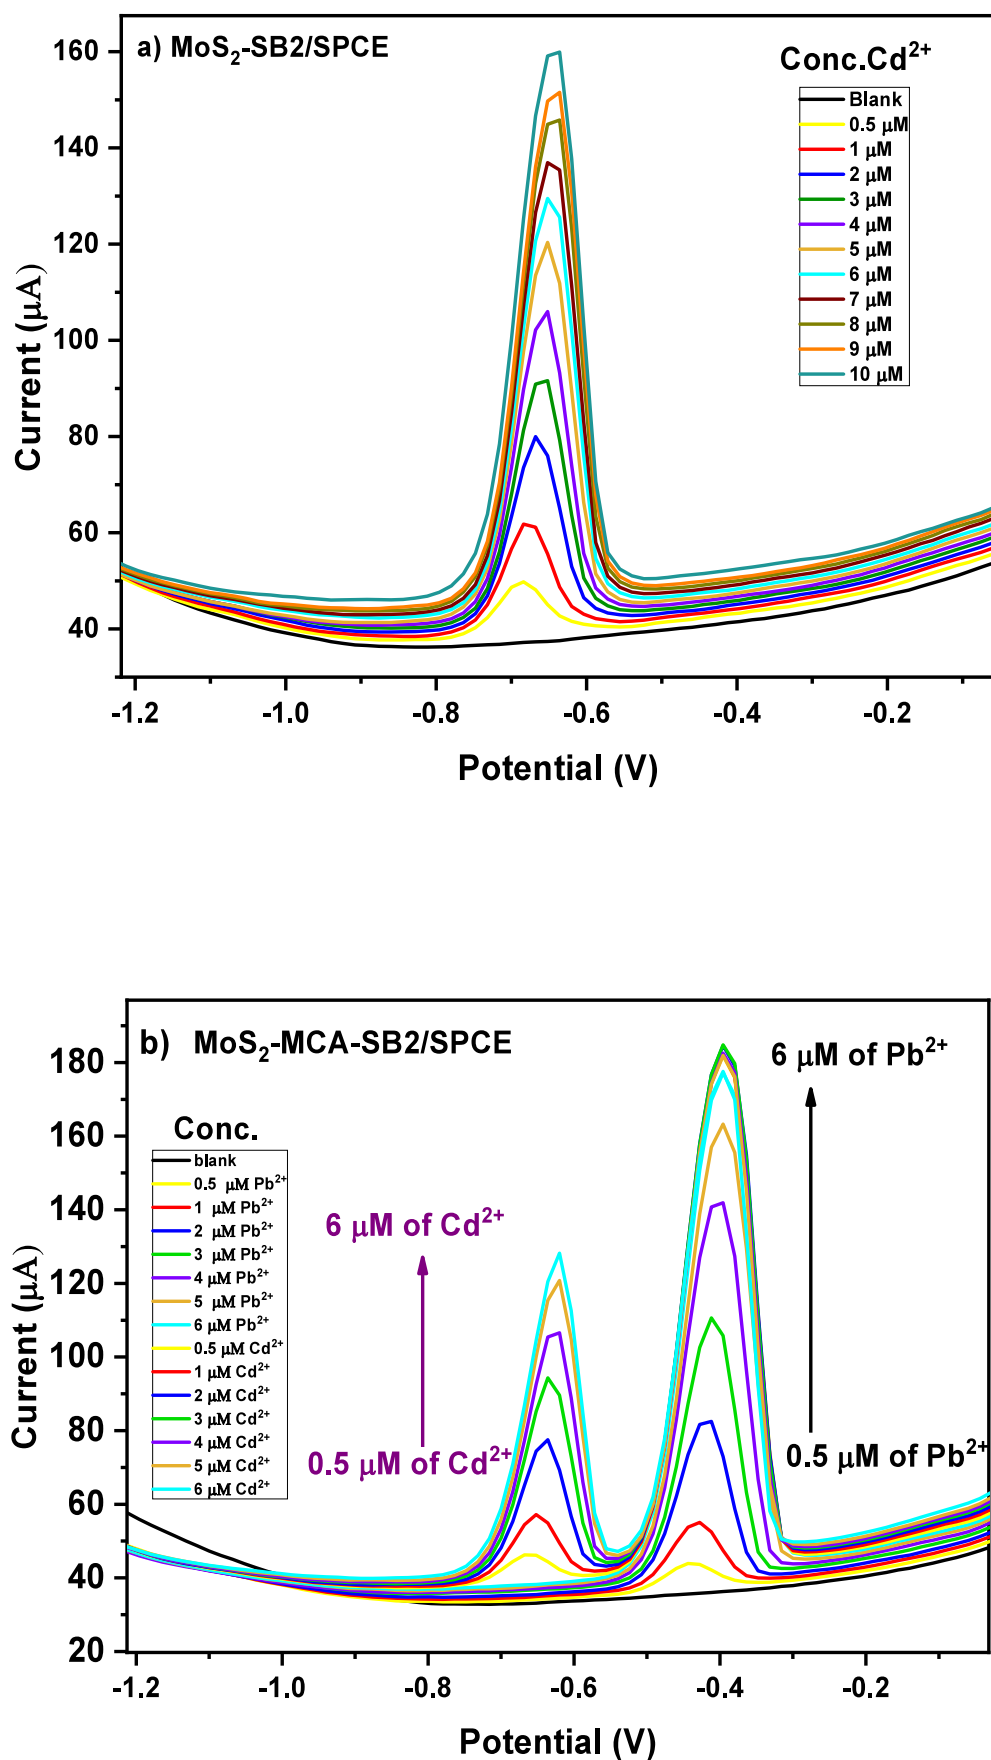 a) MoS₂-SB2/SPCE
Conc.Cd²⁺
Blank
0.5 μM
1 μM
2 μM
3 μM
4 μM
5 μM
6 μM
7 μM
8 μM
9 μM
10 μM
Current (μA)
160
140
120
100
80
60
40
-1.2
-1.0
-0.8
-0.6
-0.4
-0.2
Potential (V)
b) MoS₂-MCA-SB2/SPCE
6 μM of Pb²⁺
Conc.
blank
0.5 μM Pb²⁺
1 μM Pb²⁺
2 μM Pb²⁺
3 μM Pb²⁺
4 μM Pb²⁺
5 μM Pb²⁺
6 μM Pb²⁺
0.5 μM Cd²⁺
1 μM Cd²⁺
2 μM Cd²⁺
3 μM Cd²⁺
4 μM Cd²⁺
5 μM Cd²⁺
6 μM Cd²⁺
6 μM of Cd²⁺
0.5 μM of Cd²⁺
0.5 μM of Pb²⁺
Current (μA)
180
160
140
120
100
80
60
40
20
-1.2
-1.0
-0.8
-0.6
-0.4
-0.2
Potential (V)